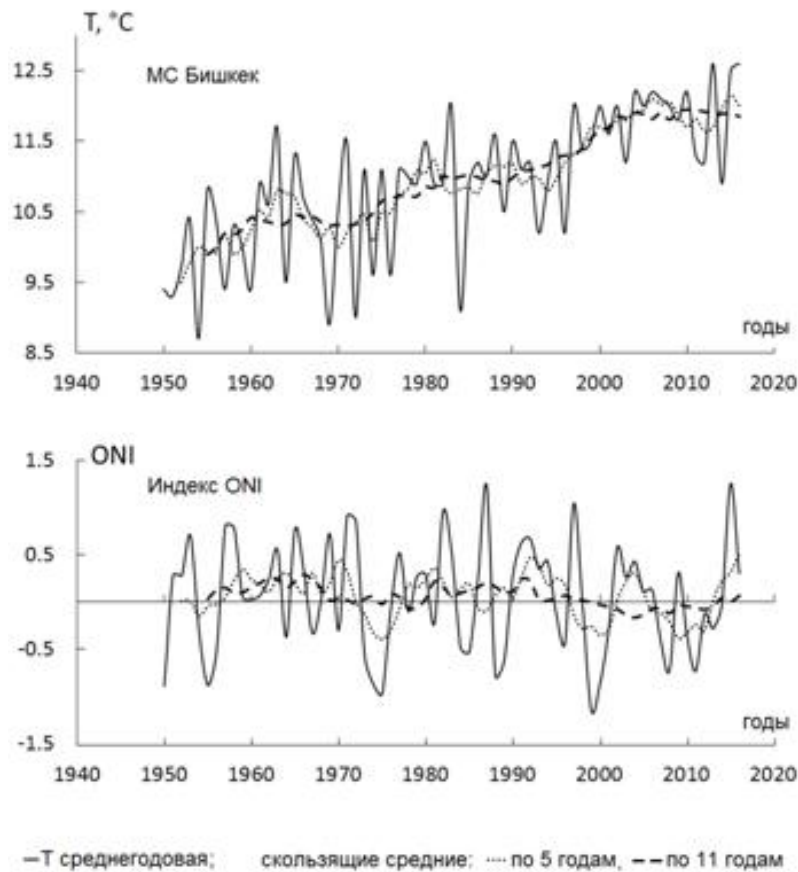 T, °C
12.5
МС Бишкек
11.5
10.5
9.5
годы
8.5
1940 1950 1960 1970 1980 1990 2000 2010 2020
1.5 ONI
Индекс ONI
0.5
-0.5
годы
-1.5
1940 1950 1960 1970 1980 1990 2000 2010 2020
Т среднегодовая; скользящие средние: по 5 годам, по 11 годам